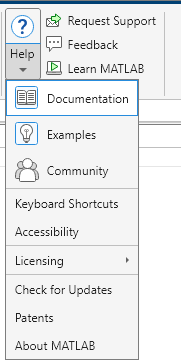 Request Support
Feedback
Help
Learn MATLAB
Documentation
Examples
Community
Keyboard Shortcuts
Accessibility
Licensing
Check for Updates
Patents
About MATLAB